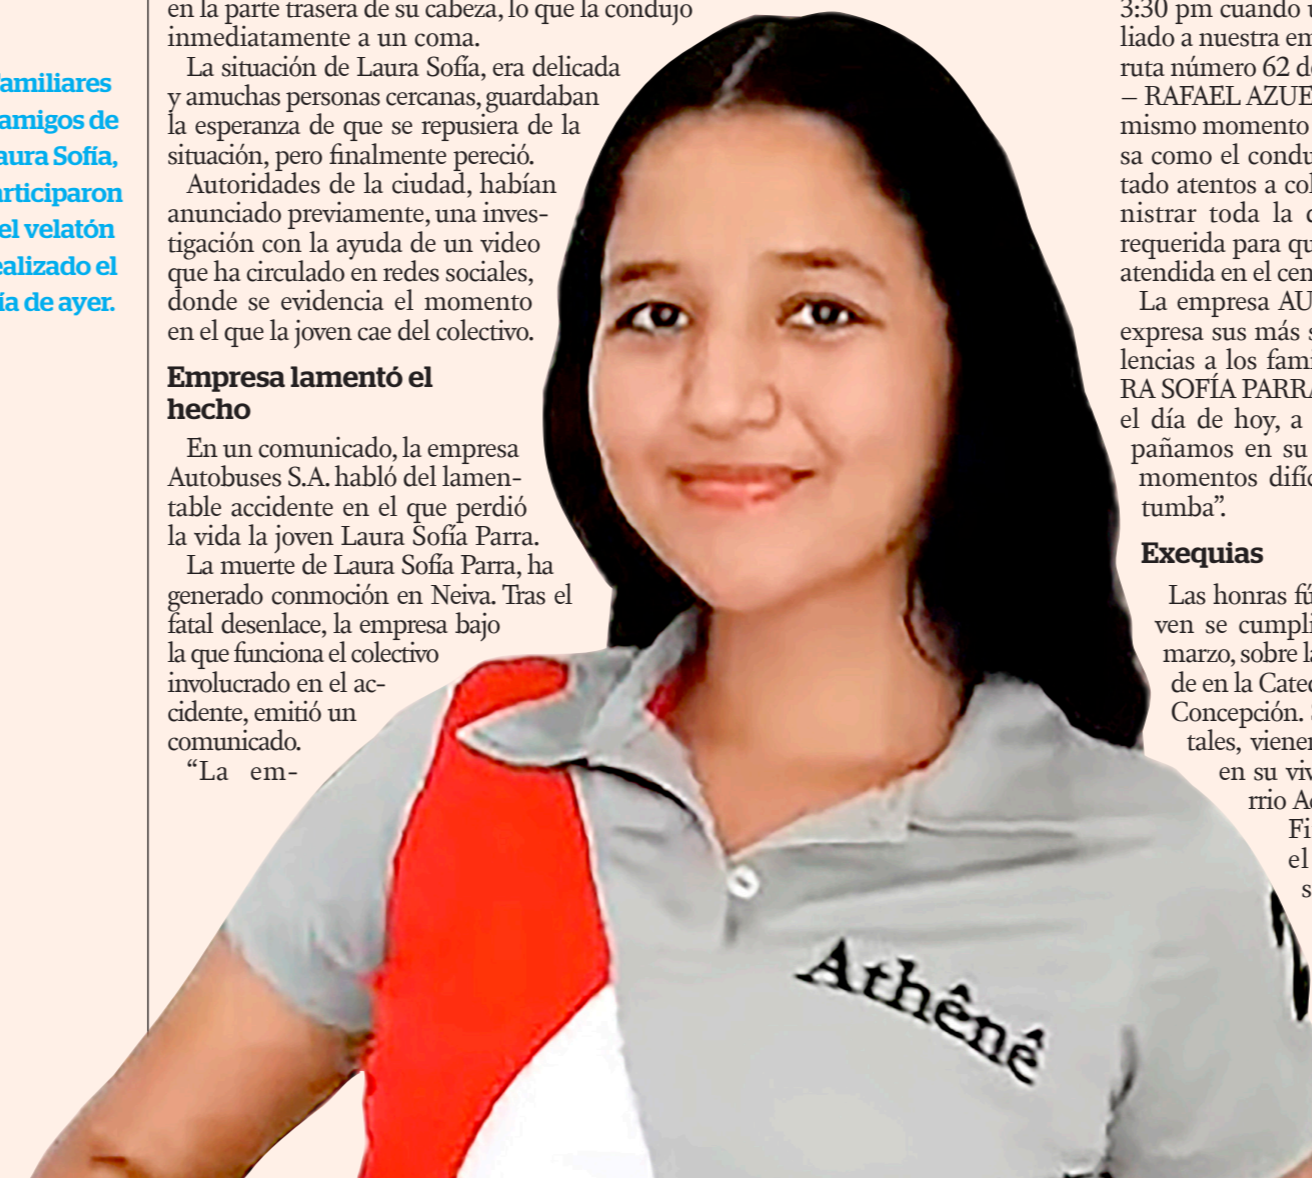 familiares
amigos de
aura Sofía,
articiparon
el velatón
ealizado el
ía de ayer.
en la parte trasera de su cabeza, lo que la condujo
inmediatamente a un coma.
La situación de Laura Sofía, era delicada
y amuchas personas cercanas, guardaban
la esperanza de que se repusiera de la
situación, pero finalmente pereció.
Autoridades de la ciudad, habían
anunciado previamente, una inves-
tigación con la ayuda de un video
que ha circulado en redes sociales,
donde se evidencia el momento
en el que la joven cae del colectivo.
Empresa lamentó el
hecho
En un comunicado, la empresa
Autobuses S.A. habló del lamen-
table accidente en el que perdió
la vida la joven Laura Sofía Parra.
La muerte de Laura Sofía Parra, ha
generado conmoción en Neiva. Tras el
fatal desenlace, la empresa bajo
la que funciona el colectivo
involucrado en el ac-
cidente, emitió un
comunicado.
“La em-
Athênê
3:30 pm cuando u
liado a nuestra em
ruta número 62 de
– RAFAEL AZUE
mismo momento
sa como el condu
tado atentos a col
nistrar toda la
requerida para qu
atendida en el cen
La empresa AU
expresa sus más s
lencias a los fami
RA SOFÍA PARRA
el día de hoy, a
pañamos en su
momentos difíc
tumba”.
Exequias
Las honras fú
ven se cumpli
marzo, sobre la
de en la Cated
Concepción.
tales, viener
en su viv
rrio A
Fi
el
s